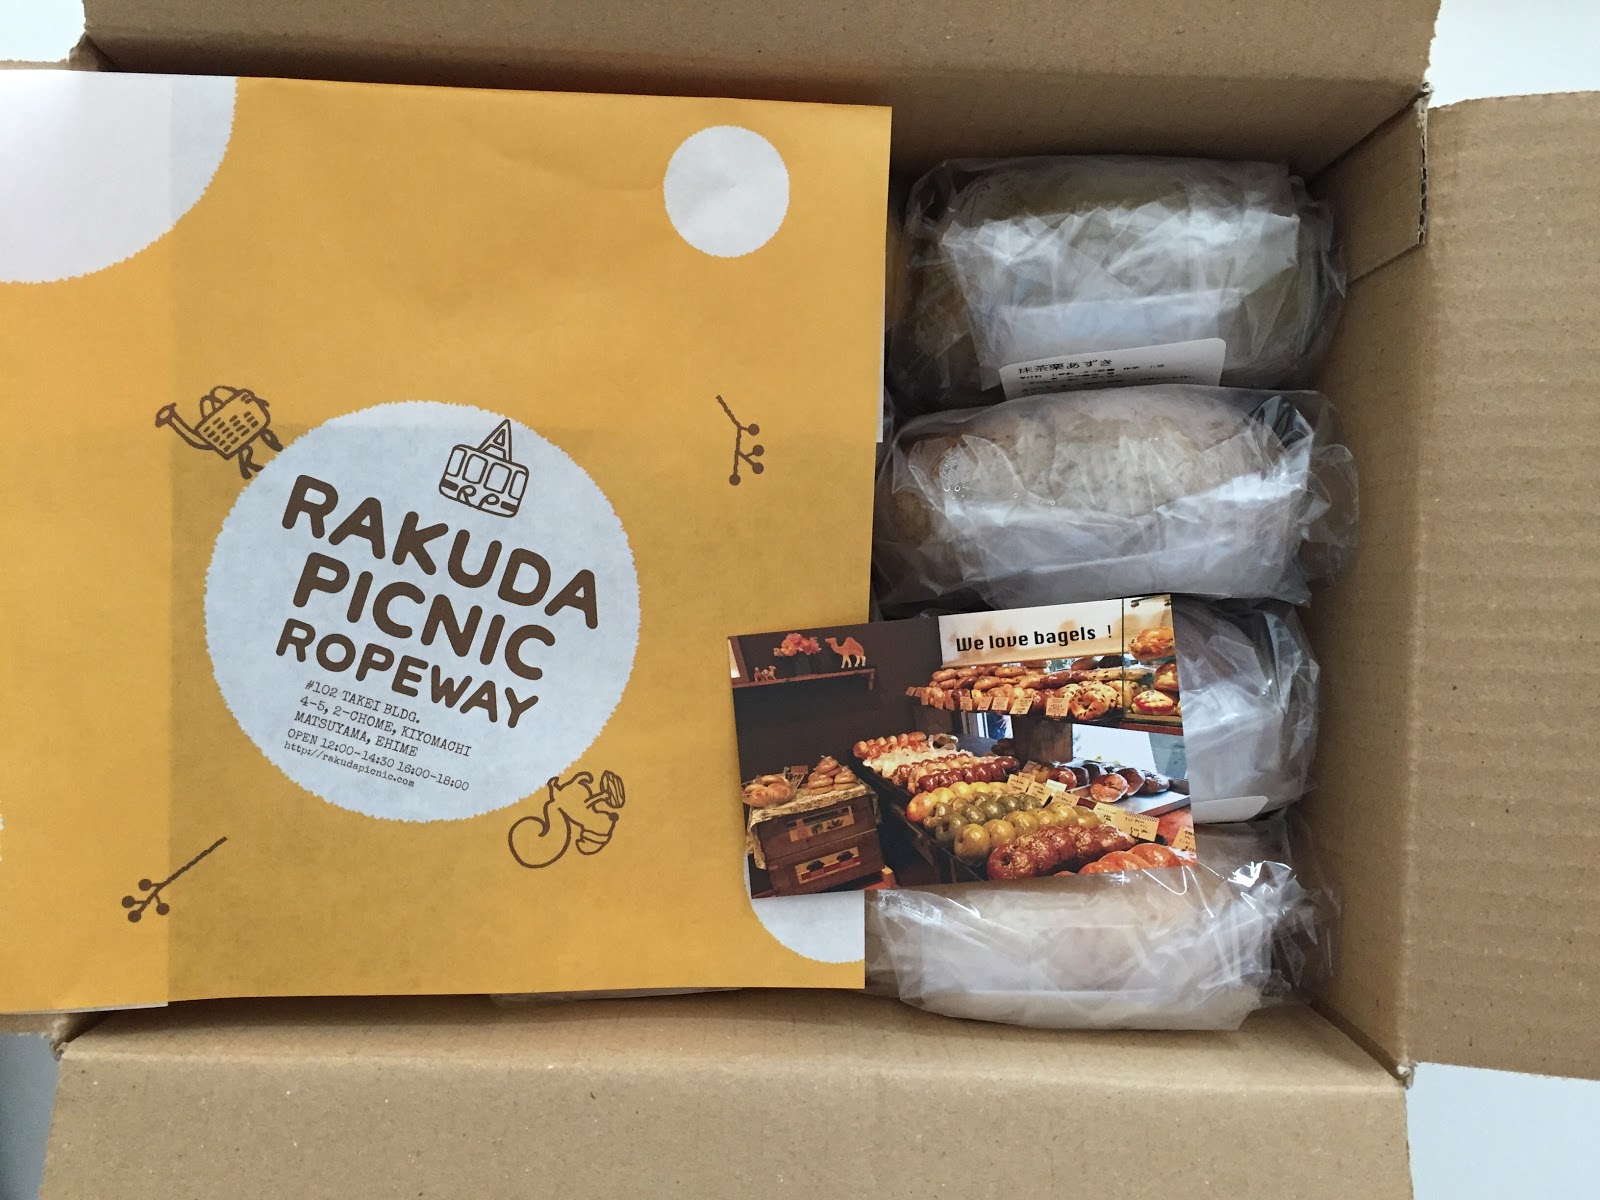 RP
RAKUDA
PICNIC
ROPEWAY
#102 TAKEI BLDG.
4-5, 2-CHOME, KIYOMACHI
MATSUYAMA, EHIME
OPEN 12:00-14:30 16:00-18:00
http://rakudapicnic.com
抹茶栗あずき
We love bagels !